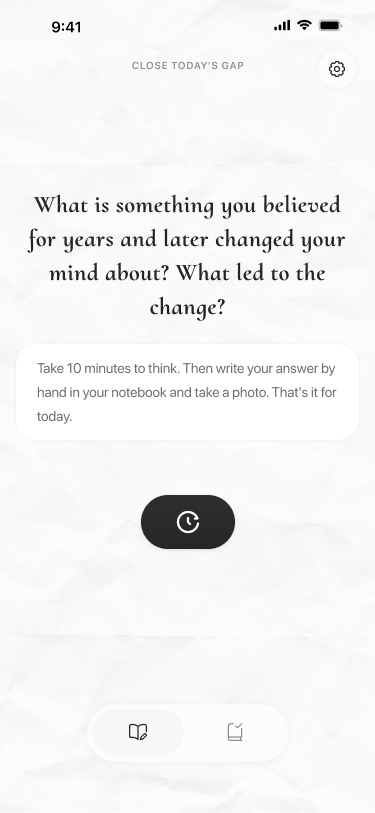 9:41
CLOSE TODAY'S GAP
What is something you believed
for years and later changed your
mind about? What led to the
change?
Take 10 minutes to think. Then write your answer by
hand in your notebook and take a photo. That's it for
today.